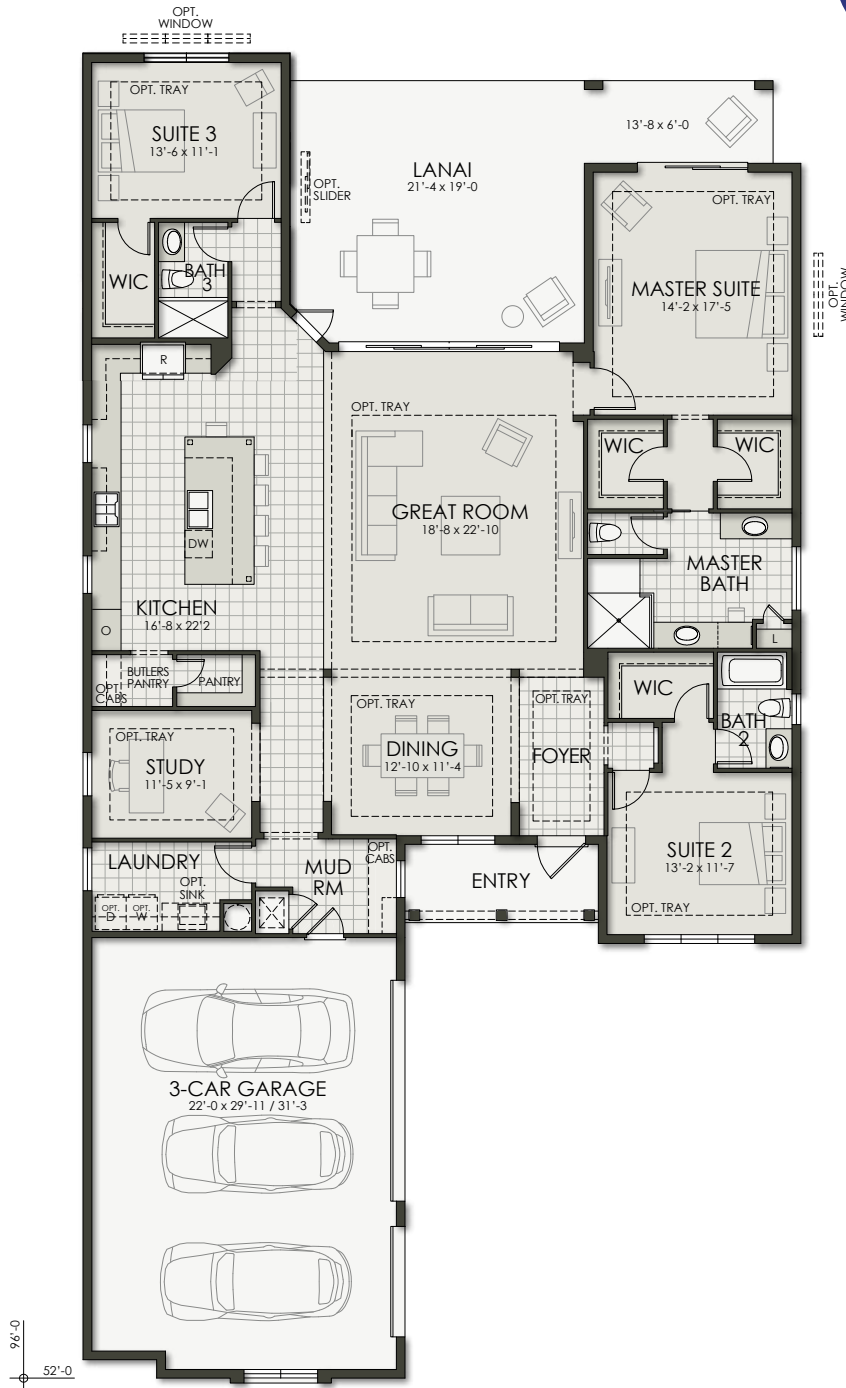 OPT.
WINDOW
OPT. TRAY
SUITE 3
13'-6 x 11'-1
13'-8 x 6'-0
LANAI
21'-4 x 19'-0
OPT.
SLIDER
OPT. TRAY
MASTER SUITE
14'-2 x 17'-5
OPT.
WINDOW
WIC
BATH
3
R
OPT. TRAY
WIC
WIC
GREAT ROOM
18'-8 x 22'-10
DW
MASTER
BATH
KITCHEN
16'-8 x 22'2
O
L
BUTLERS
PANTRY
PANTRY
OPT.
CABS
WIC
OPT. TRAY
OPT. TRAY
OPT. TRAY
BATH
2
STUDY
11'-5 x 9'-1
DINING
12'-10 x 11'-4
FOYER
LAUNDRY
OPT.
SINK
OPT.
D
OPT.
W
MUD
RM
OPT.
CABS
ENTRY
SUITE 2
13'-2 x 11'-7
OPT. TRAY
3-CAR GARAGE
22'-0 x 29'-11 / 31'-3
96'-0
52'-0